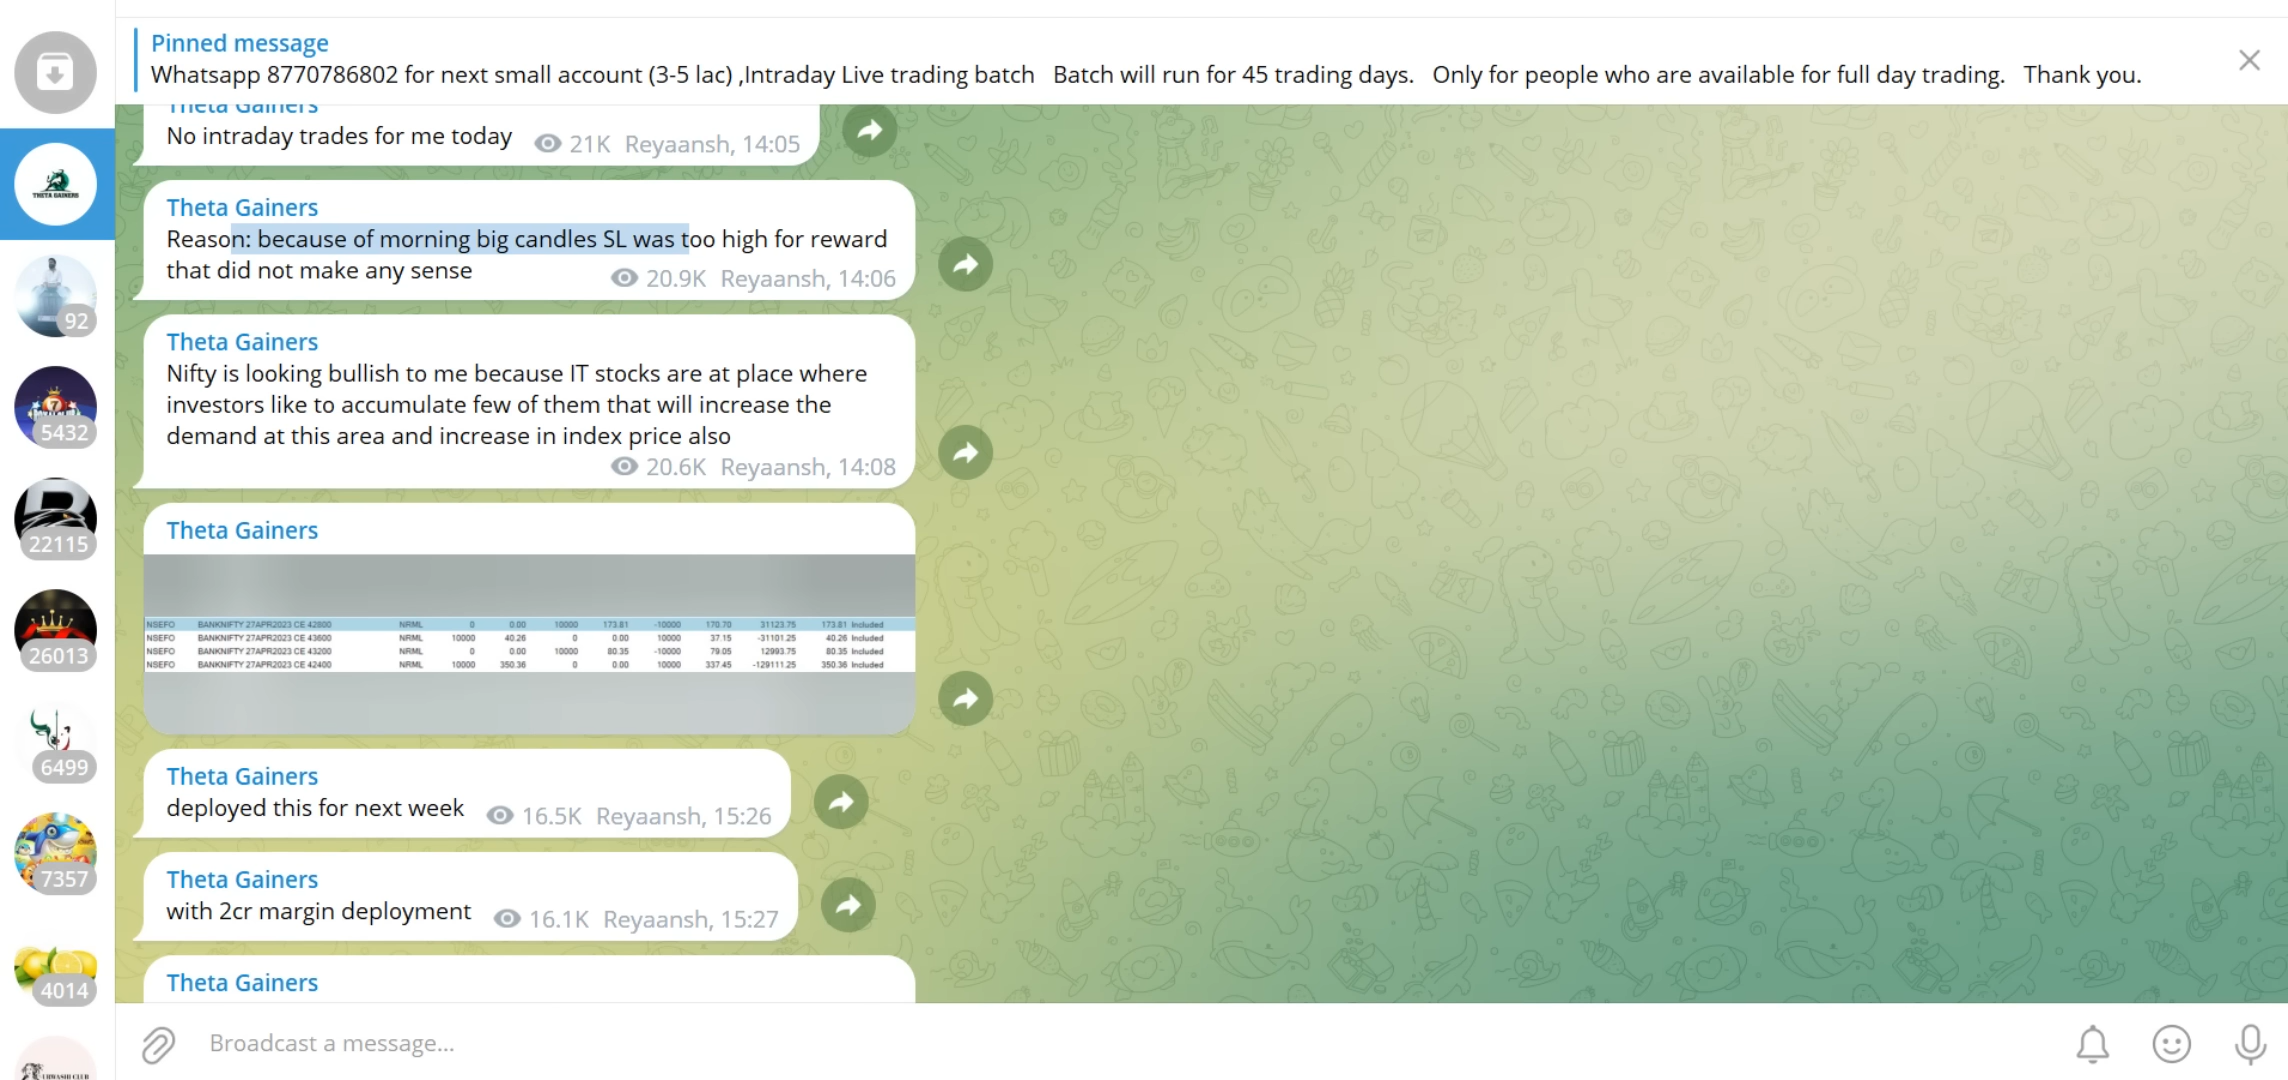 Pinned message
Whatsapp 8770786802 for next small account (3-5 lac) ,Intraday Live trading batch Batch will run for 45 trading days. Only for people who are available for full day trading. Thank you.
Theta Gainers
No intraday trades for me today 21K Reyaansh, 14:05
THETA GAINERS
Theta Gainers
Reason: because of morning big candles SL was too high for reward
that did not make any sense 20.9K Reyaansh, 14:06
92
Theta Gainers
Nifty is looking bullish to me because IT stocks are at place where
investors like to accumulate few of them that will increase the
demand at this area and increase in index price also
20.6K Reyaansh, 14:08
5432
Theta Gainers
22115
NSEFO BANKNIFTY 27APR2023 CE 42800 NRML 0 0.00 10000 173.81 -10000 170.70 31123.75 173.81 Included
NSEFO BANKNIFTY 27APR2023 CE 43600 NRML 10000 40.26 0 0.00 10000 37.15 -31101.25 40.26 Included
NSEFO BANKNIFTY 27APR2023 CE 43200 NRML 0 0.00 10000 80.35 -10000 79.05 12993.75 80.35 Included
NSEFO BANKNIFTY 27APR2023 CE 42400 NRML 10000 350.36 0 0.00 10000 337.45 -129111.25 350.36 Included
26013
6499
Theta Gainers
deployed this for next week 16.5K Reyaansh, 15:26
7357
Theta Gainers
with 2cr margin deployment 16.1K Reyaansh, 15:27
4014
Theta Gainers
Broadcast a message...